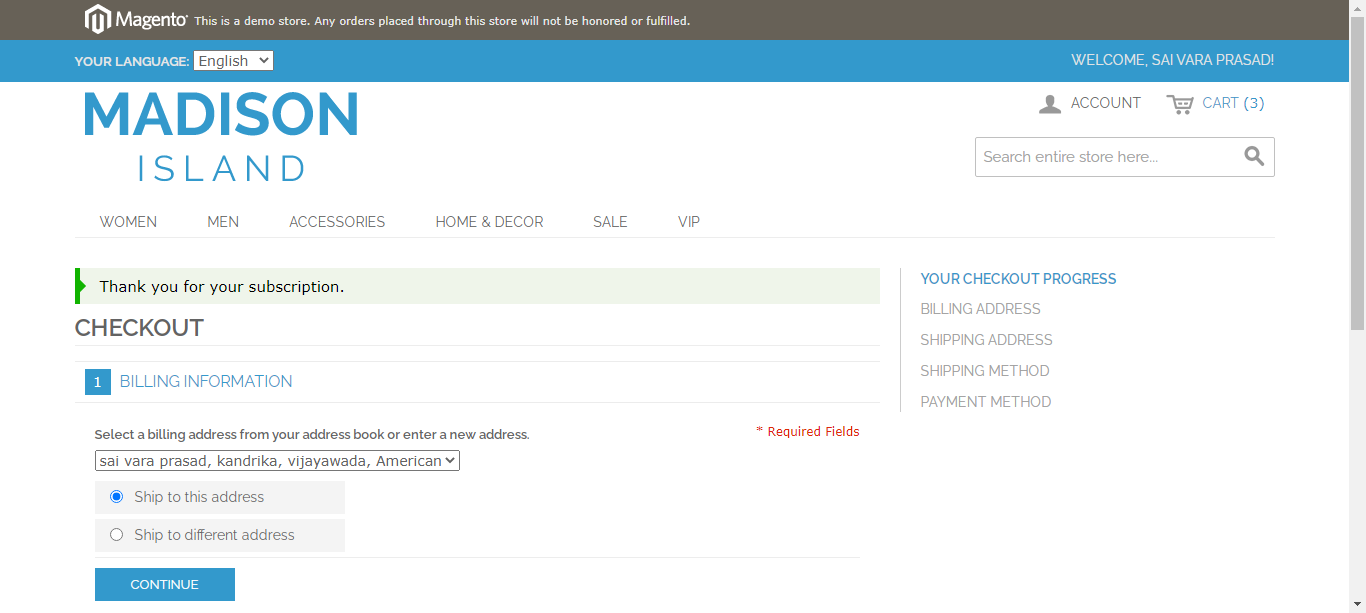 Magento This is a demo store. Any orders placed through this store will not be honored or fulfilled.
YOUR LANGUAGE: English WELCOME, SAI VARA PRASAD!
MADISON
ISLAND
ACCOUNT CART (3)
Search entire store here...
WOMEN MEN ACCESSORIES HOME & DECOR SALE VIP
Thank you for your subscription.
CHECKOUT
1 BILLING INFORMATION
Select a billing address from your address book or enter a new address.
* Required Fields
sai vara prasad, kandrika, vijayawada, American
Ship to this address
Ship to different address
CONTINUE
YOUR CHECKOUT PROGRESS
BILLING ADDRESS
SHIPPING ADDRESS
SHIPPING METHOD
PAYMENT METHOD